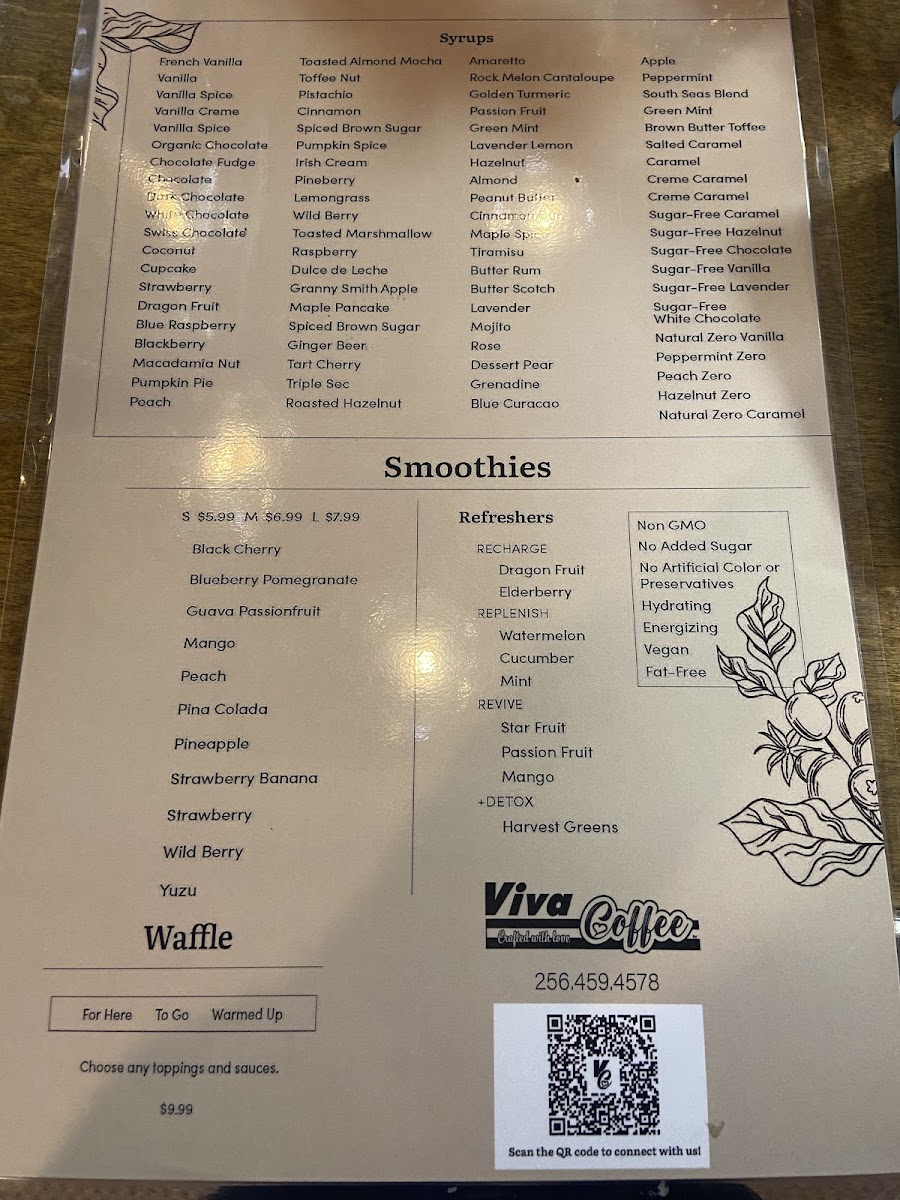 Syrups
French Vanilla
Vanilla
Vanilla Spice
Vanilla Creme
Vanilla Spice
Organic Chocolate
Chocolate Fudge
Chocolate
Dark Chocolate
White Chocolate
Swiss Chocolate
Coconut
Cupcake
Strawberry
Dragon Fruit
Blue Raspberry
Blackberry
Macadamia Nut
Pumpkin Pie
Peach
Toasted Almond Mocha
Toffee Nut
Pistachio
Cinnamon
Spiced Brown Sugar
Pumpkin Spice
Irish Cream
Pineberry
Lemongrass
Wild Berry
Toasted Marshmallow
Raspberry
Dulce de Leche
Granny Smith Apple
Maple Pancake
Spiced Brown Sugar
Ginger Beer
Tart Cherry
Triple Sec
Roasted Hazelnut
Amaretto
Rock Melon Cantaloupe
Golden Turmeric
Passion Fruit
Green Mint
Lavender Lemon
Hazelnut
Almond
Peanut Butter
Cinnamon
Maple Spice
Tiramisu
Butter Rum
Butter Scotch
Lavender
Mojito
Rose
Dessert Pear
Grenadine
Blue Curacao
Apple
Peppermint
South Seas Blend
Green Mint
Brown Butter Toffee
Salted Caramel
Caramel
Creme Caramel
Creme Caramel
Sugar-Free Caramel
Sugar-Free Hazelnut
Sugar-Free Chocolate
Sugar-Free Vanilla
Sugar-Free Lavender
Sugar-Free
White Chocolate
Natural Zero Vanilla
Peppermint Zero
Peach Zero
Hazelnut Zero
Natural Zero Caramel
Smoothies
S $5.99 M $6.99 L $7.99
Black Cherry
Blueberry Pomegranate
Guava Passionfruit
Mango
Peach
Pina Colada
Pineapple
Strawberry Banana
Strawberry
Wild Berry
Yuzu
Refreshers
RECHARGE
Dragon Fruit
Elderberry
REPLENISH
Watermelon
Cucumber
Mint
REVIVE
Star Fruit
Passion Fruit
Mango
+DETOX
Harvest Greens
Non GMO
No Added Sugar
No Artificial Color or
Preservatives
Hydrating
Energizing
Vegan
Fat-Free
Waffle
For Here To Go Warmed Up
Choose any toppings and sauces.
$9.99
Viva Coffee
Crafted with love
256.459.4578
Scan the QR code to connect with us!